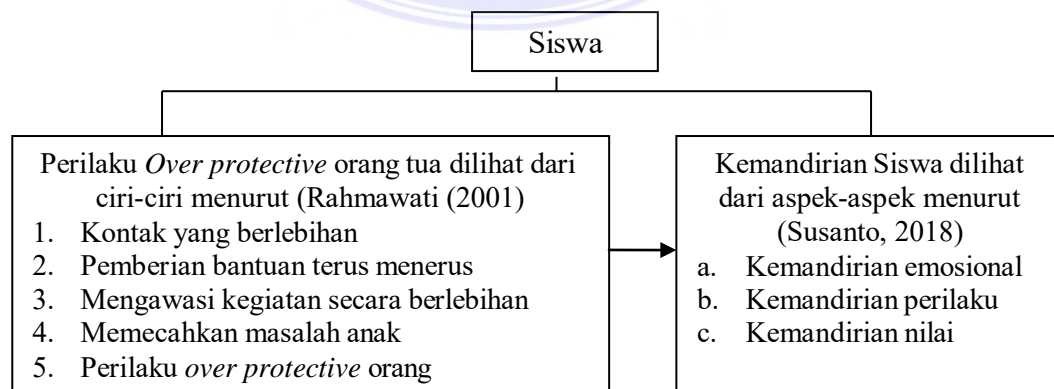 Siswa
Perilaku Over protective orang tua dilihat dari
ciri-ciri menurut (Rahmawati (2001)
1. Kontak yang berlebihan
2. Pemberian bantuan terus menerus
3. Mengawasi kegiatan secara berlebihan
4. Memecahkan masalah anak
5. Perilaku over protective orang
Kemandirian Siswa dilihat
dari aspek-aspek menurut
(Susanto, 2018)
a. Kemandirian emosional
b. Kemandirian perilaku
c. Kemandirian nilai